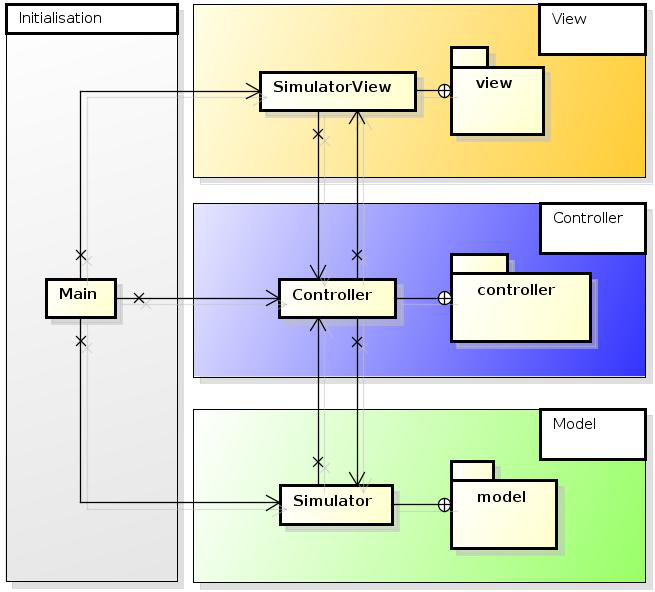 Initialisation
View
SimulatorView
view
Controller
Main
Controller
controller
Model
Simulator
model